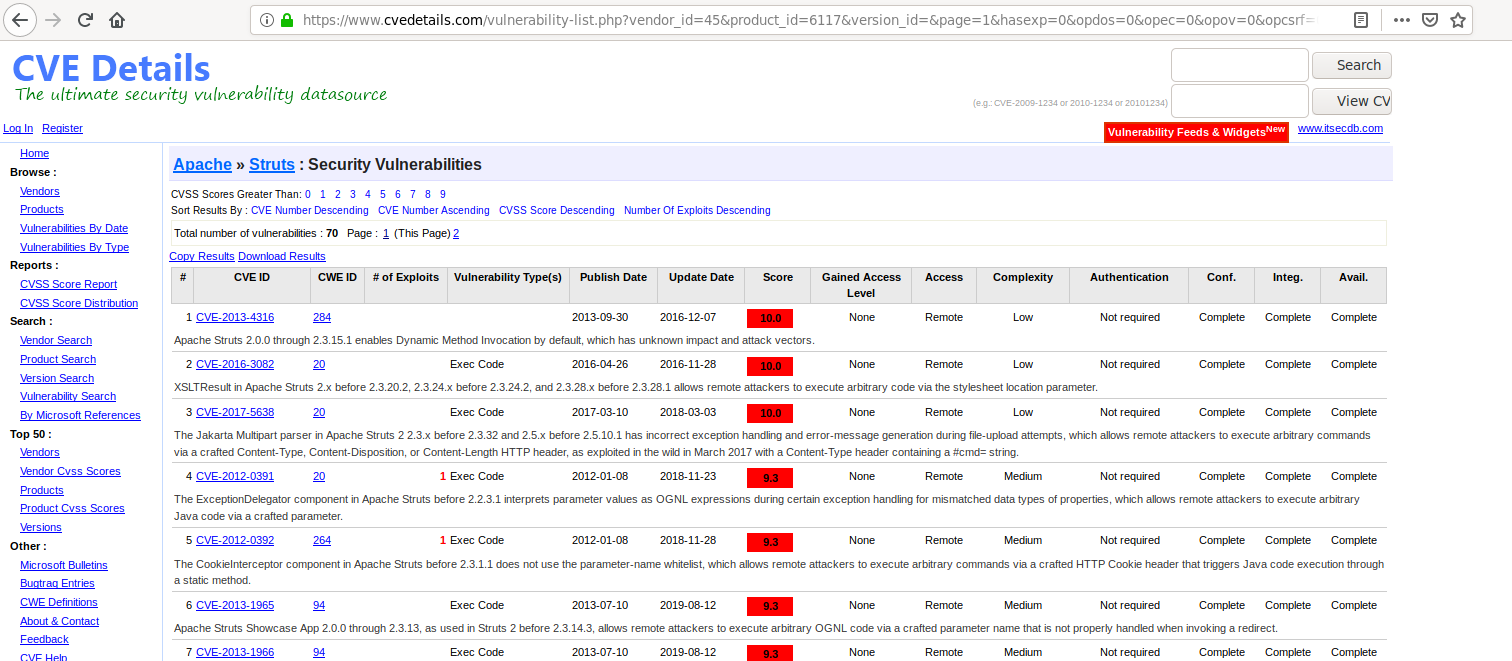 https://www.cvedetails.com/vulnerability-list.php?vendor_id=45&product_id=6117&version_id=&page=1&hasexp=0&opdos=0&opec=0&opov=0&opcsrf=
CVE Details
The ultimate security vulnerability datasource
Search
(e.g.: CVE-2009-1234 or 2010-1234 or 20101234)
View CV
Log In Register
Vulnerability Feeds & WidgetsNew www.itsecdb.com
Home
Browse :
Vendors
Products
Vulnerabilities By Date
Vulnerabilities By Type
Reports :
CVSS Score Report
CVSS Score Distribution
Search :
Vendor Search
Product Search
Version Search
Vulnerability Search
By Microsoft References
Top 50 :
Vendors
Vendor Cvss Scores
Products
Product Cvss Scores
Versions
Other :
Microsoft Bulletins
Bugtraq Entries
CWE Definitions
About & Contact
Feedback
CVE Help
Apache » Struts : Security Vulnerabilities
CVSS Scores Greater Than: 0 1 2 3 4 5 6 7 8 9
Sort Results By : CVE Number Descending CVE Number Ascending CVSS Score Descending Number Of Exploits Descending
Total number of vulnerabilities : 70 Page : 1 (This Page) 2
Copy Results Download Results
# CVE ID CWE ID # of Exploits Vulnerability Type(s) Publish Date Update Date Score Gained Access Level Access Complexity Authentication Conf. Integ. Avail.
1 CVE-2013-4316 284 2013-09-30 2016-12-07 10.0 None Remote Low Not required Complete Complete Complete
Apache Struts 2.0.0 through 2.3.15.1 enables Dynamic Method Invocation by default, which has unknown impact and attack vectors.
2 CVE-2016-3082 20 Exec Code 2016-04-26 2016-11-28 10.0 None Remote Low Not required Complete Complete Complete
XSLTResult in Apache Struts 2.x before 2.3.20.2, 2.3.24.x before 2.3.24.2, and 2.3.28.x before 2.3.28.1 allows remote attackers to execute arbitrary code via the stylesheet location parameter.
3 CVE-2017-5638 20 Exec Code 2017-03-10 2018-03-03 10.0 None Remote Low Not required Complete Complete Complete
The Jakarta Multipart parser in Apache Struts 2 2.3.x before 2.3.32 and 2.5.x before 2.5.10.1 has incorrect exception handling and error-message generation during file-upload attempts, which allows remote attackers to execute arbitrary commands
via a crafted Content-Type, Content-Disposition, or Content-Length HTTP header, as exploited in the wild in March 2017 with a Content-Type header containing a #cmd= string.
4 CVE-2012-0391 20 1 Exec Code 2012-01-08 2018-11-23 9.3 None Remote Medium Not required Complete Complete Complete
The ExceptionDelegator component in Apache Struts before 2.2.3.1 interprets parameter values as OGNL expressions during certain exception handling for mismatched data types of properties, which allows remote attackers to execute arbitrary
Java code via a crafted parameter.
5 CVE-2012-0392 264 1 Exec Code 2012-01-08 2018-11-28 9.3 None Remote Medium Not required Complete Complete Complete
The CookieInterceptor component in Apache Struts before 2.3.1.1 does not use the parameter-name whitelist, which allows remote attackers to execute arbitrary commands via a crafted HTTP Cookie header that triggers Java code execution through
a static method.
6 CVE-2013-1965 94 Exec Code 2013-07-10 2019-08-12 9.3 None Remote Medium Not required Complete Complete Complete
Apache Struts Showcase App 2.0.0 through 2.3.13, as used in Struts 2 before 2.3.14.3, allows remote attackers to execute arbitrary OGNL code via a crafted parameter name that is not properly handled when invoking a redirect.
7 CVE-2013-1966 94 Exec Code 2013-07-10 2019-08-12 9.3 None Remote Medium Not required Complete Complete Complete